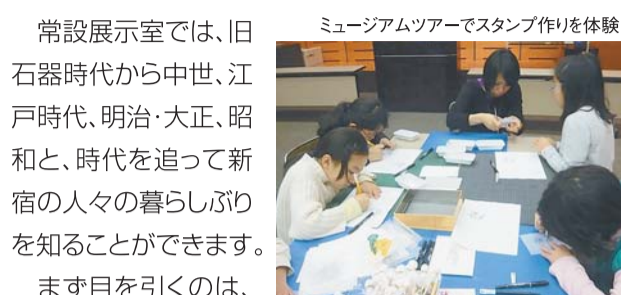 ミュージアムツアーでスタンプ作りを体験
常設展示室では、旧
石器時代から中世、江
戸時代、明治・大正、昭
和と、時代を追って新
宿の人々の暮らしぶり
を知ることができます。
まず目を引くのは、